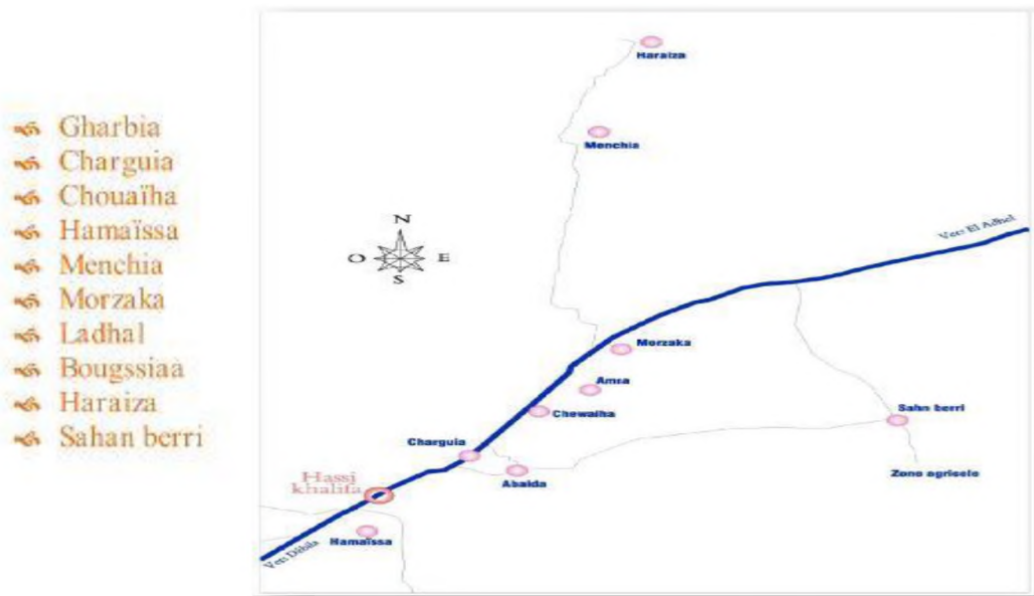 Gharbia
Charguia
Chouaïha
Hamaïssa
Menchia
Morzaka
Ladhal
Bougssiaa
Haraiza
Sahan berri
Haraiza
Menchia
N
O
E
S
Vers El Adhel
Morzaka
Amra
Chewaiha
Sahn berri
Charguia
Zone agricole
Abaida
Hassi
khalifa
Hamaïssa
Vers Débila